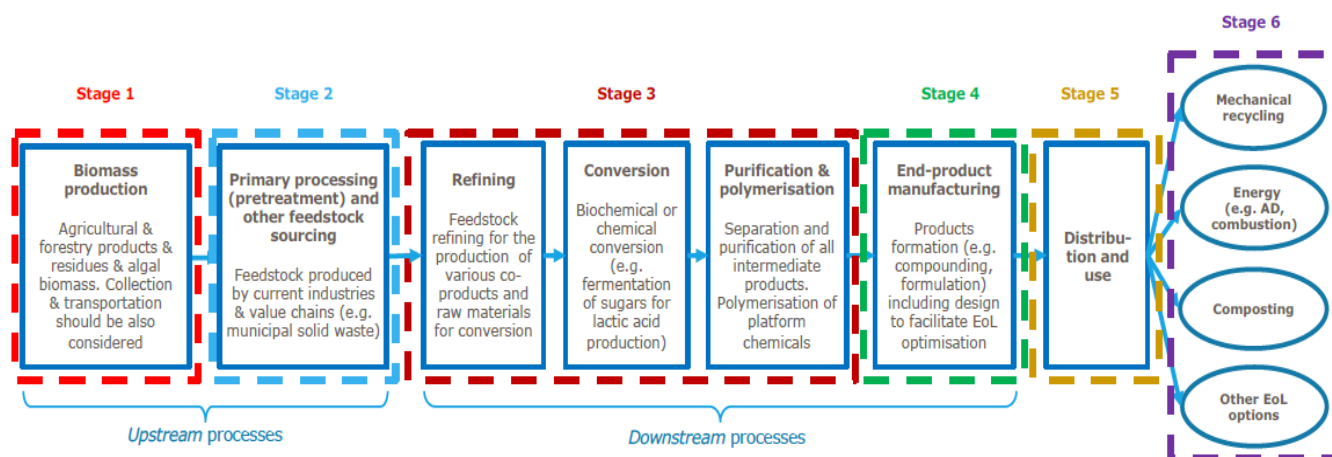 Stage 6
Stage 1
Stage 2
Stage 3
Stage 4
Stage 5
Biomass
production
Agricultural &
forestry products &
residues & algal
biomass. Collection
& transportation
should be also
considered
Primary processing
(pretreatment) and
other feedstock
sourcing
Feedstock produced
by current industries
& value chains (e.g.
municipal solid waste)
Refining
Feedstock
refining for the
production of
various co-
products and
raw materials
for conversion
Conversion
Biochemical or
chemical
conversion
(e.g.
fermentation
of sugars for
lactic acid
production)
Purification &
polymerisation
Separation and
purification of all
intermediate
products.
Polymerisation of
platform
chemicals
End-product
manufacturing
Products
formation (e.g.
compounding,
formulation)
including design
to facilitate EoL
optimisation
Distribu-
tion and
use
Mechanical
recycling
Energy
(e.g. AD,
combustion)
Composting
Other EoL
options
Upstream processes
Downstream processes